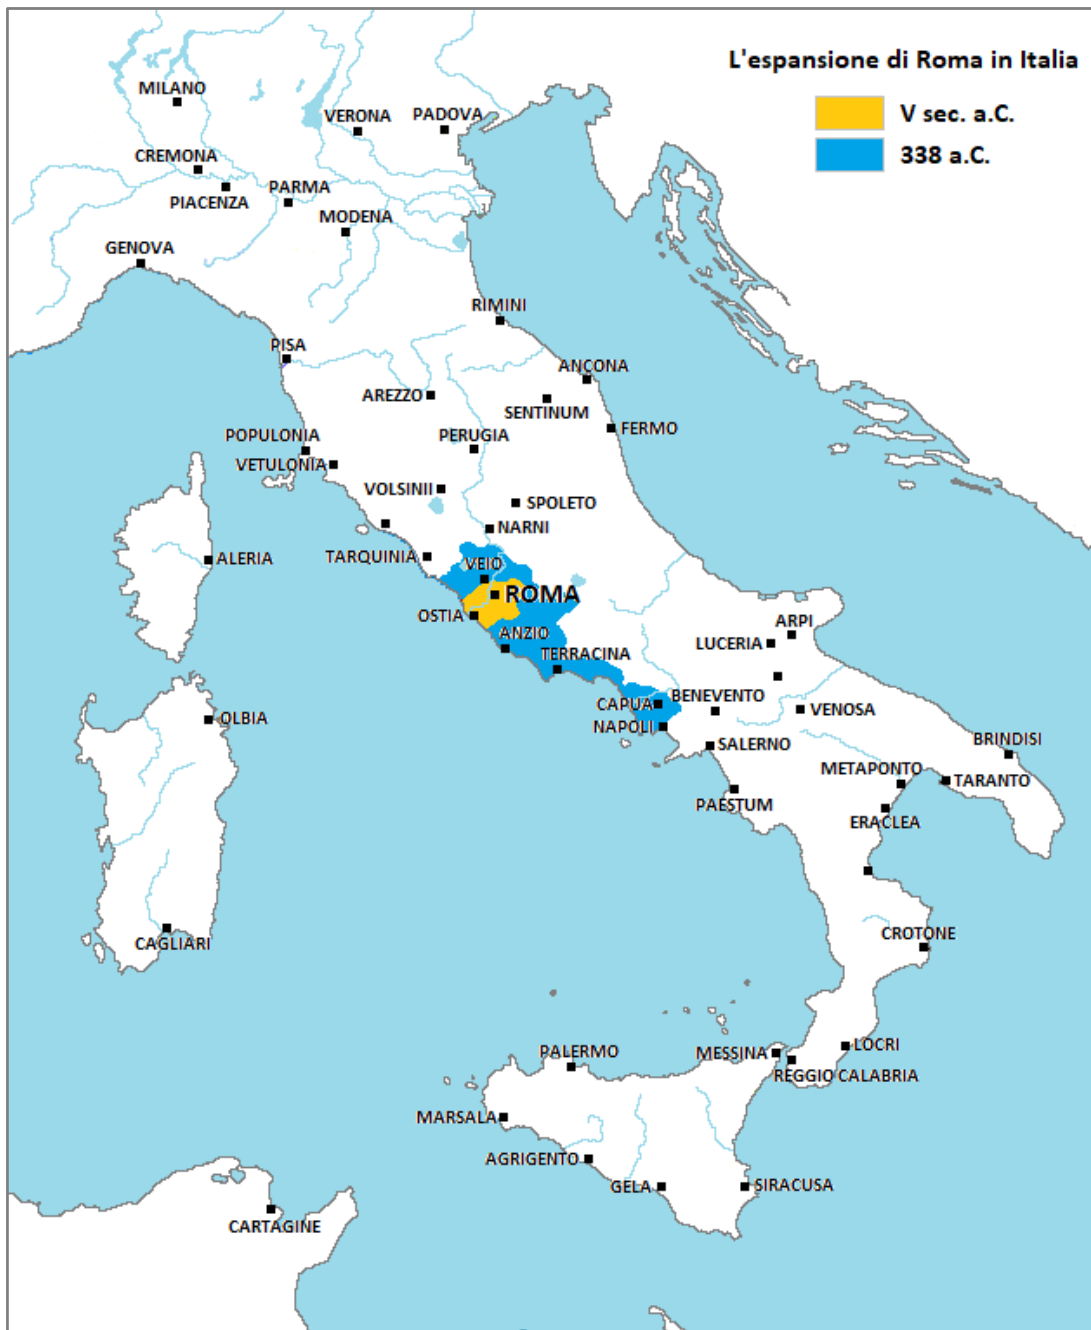 L'espansione di Roma in Italia
V sec. a.C.
338 a.C.
MILANO
VERONA
PADOVA
CREMONA
PIACENZA
PARMA
MODENA
GENOVA
RIMINI
PISA
ANCONA
AREZZO
SENTINUM
FERMO
POPULONIA
PERUGIA
VETULONIA
VOLSINII
SPOLETO
NARNI
TARQUINIA
ALERIA
VEIO
ROMA
OSTIA
ANZIO
TERRACINA
ARPI
LUCERIA
CAPUA
BENEVENTO
VENOSA
NAPOLI
OLBIA
SALERNO
BRINDISI
METAPONTO
TARANTO
PAESTUM
ERACLEA
CAGLIARI
CROTONE
PALERMO
MESSINA
LOCRI
REGGIO CALABRIA
MARSALA
AGRIGENTO
GELA
SIRACUSA
CARTAGINE